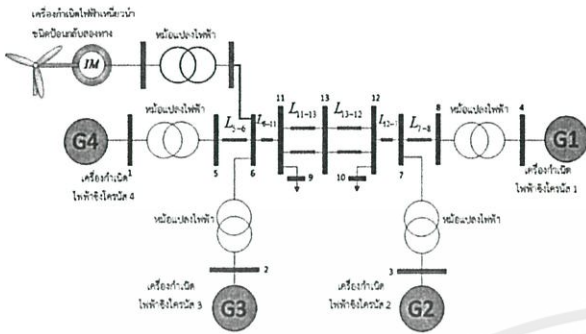 เครื่องกำเนิดไฟฟ้าเหนี่ยวนำ
ชนิดป้อนกลับสองทาง
หม้อแปลงไฟฟ้า
IM
หม้อแปลงไฟฟ้า
G4
1
เครื่องกำเนิด
ไฟฟ้าซิงโครนัส 4
5
L5-6
6
L6-11
11
L11-13
13
L13-12
12
L12-7
7
L7-8
8
9
10
หม้อแปลงไฟฟ้า
4
G1
เครื่องกำเนิด
ไฟฟ้าซิงโครนัส 1
หม้อแปลงไฟฟ้า
2
เครื่องกำเนิด
ไฟฟ้าซิงโครนัส 3
G3
หม้อแปลงไฟฟ้า
3
เครื่องกำเนิด
ไฟฟ้าซิงโครนัส 2
G2